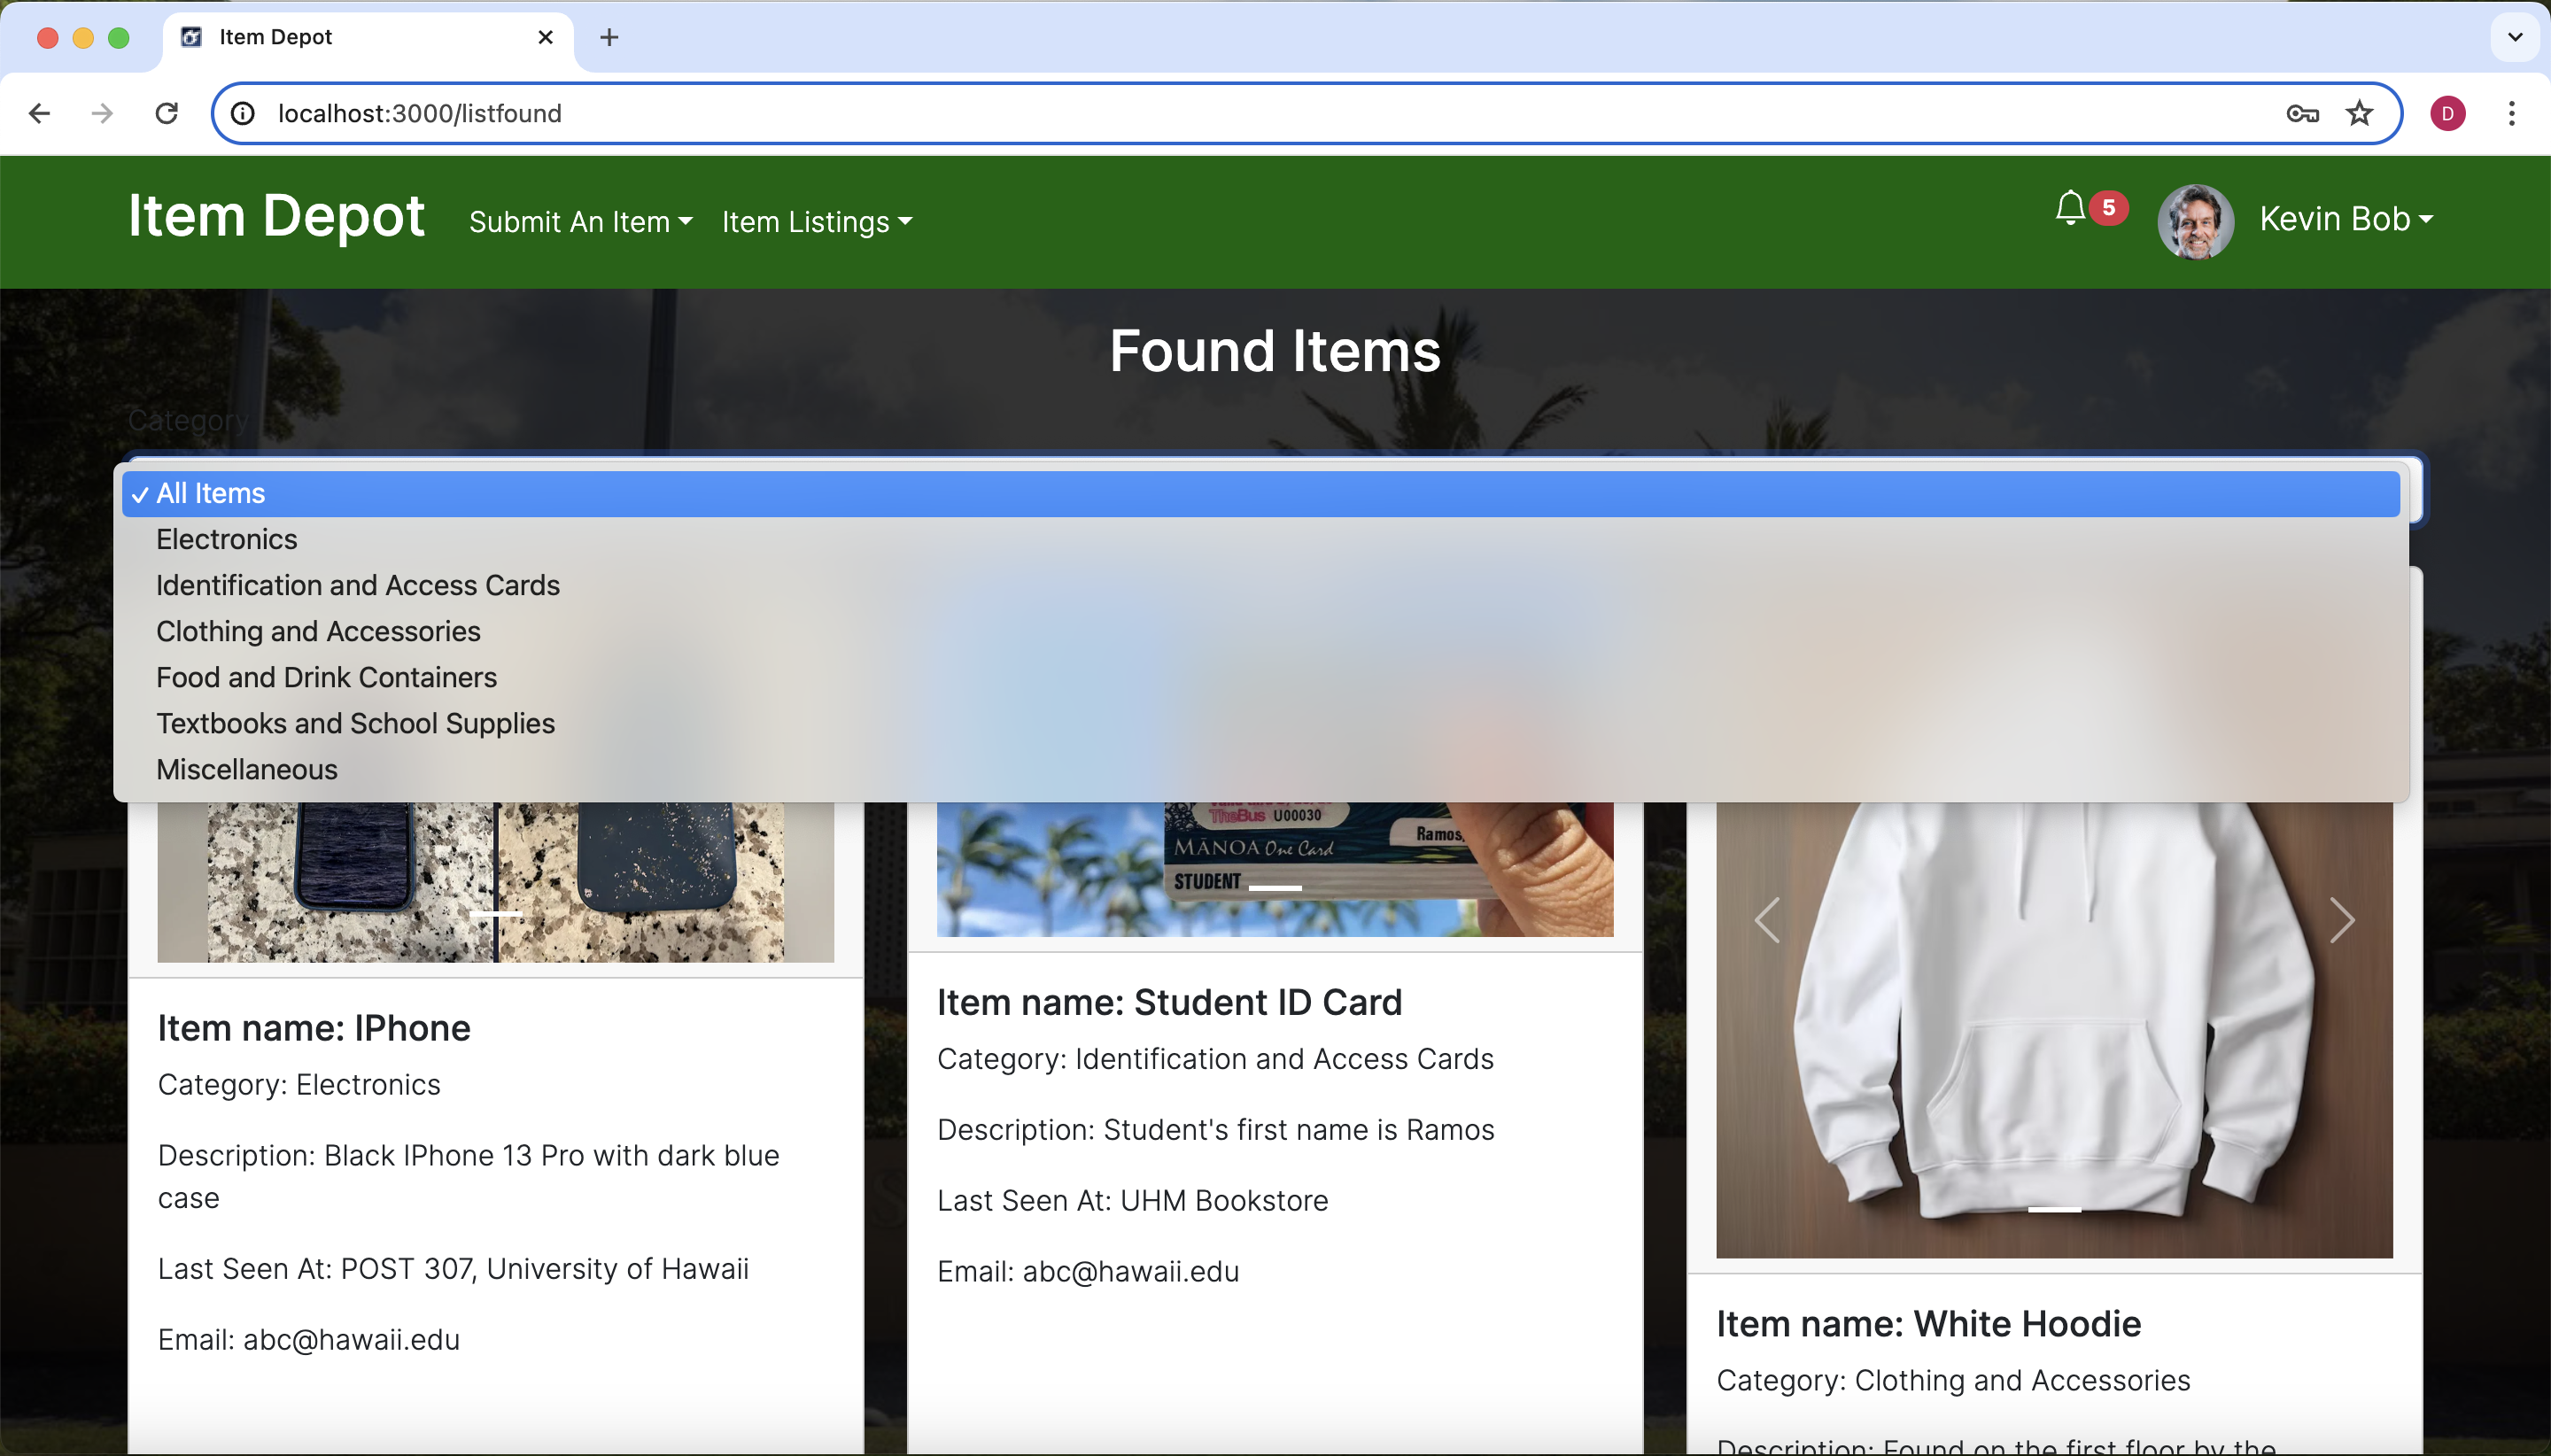 Item Depot
localhost:3000/listfound
D
Item Depot
Submit An Item
Item Listings
5
Kevin Bob
Found Items
Category
✓ All Items
Electronics
Identification and Access Cards
Clothing and Accessories
Food and Drink Containers
Textbooks and School Supplies
Miscellaneous
TheBus U00030
Ramos,
MĀNOA One Card
STUDENT
Item name: IPhone
Category: Electronics
Description: Black IPhone 13 Pro with dark blue
case
Last Seen At: POST 307, University of Hawaii
Email: abc@hawaii.edu
Item name: Student ID Card
Category: Identification and Access Cards
Description: Student's first name is Ramos
Last Seen At: UHM Bookstore
Email: abc@hawaii.edu
Item name: White Hoodie
Category: Clothing and Accessories
Description: Found on the first floor by the